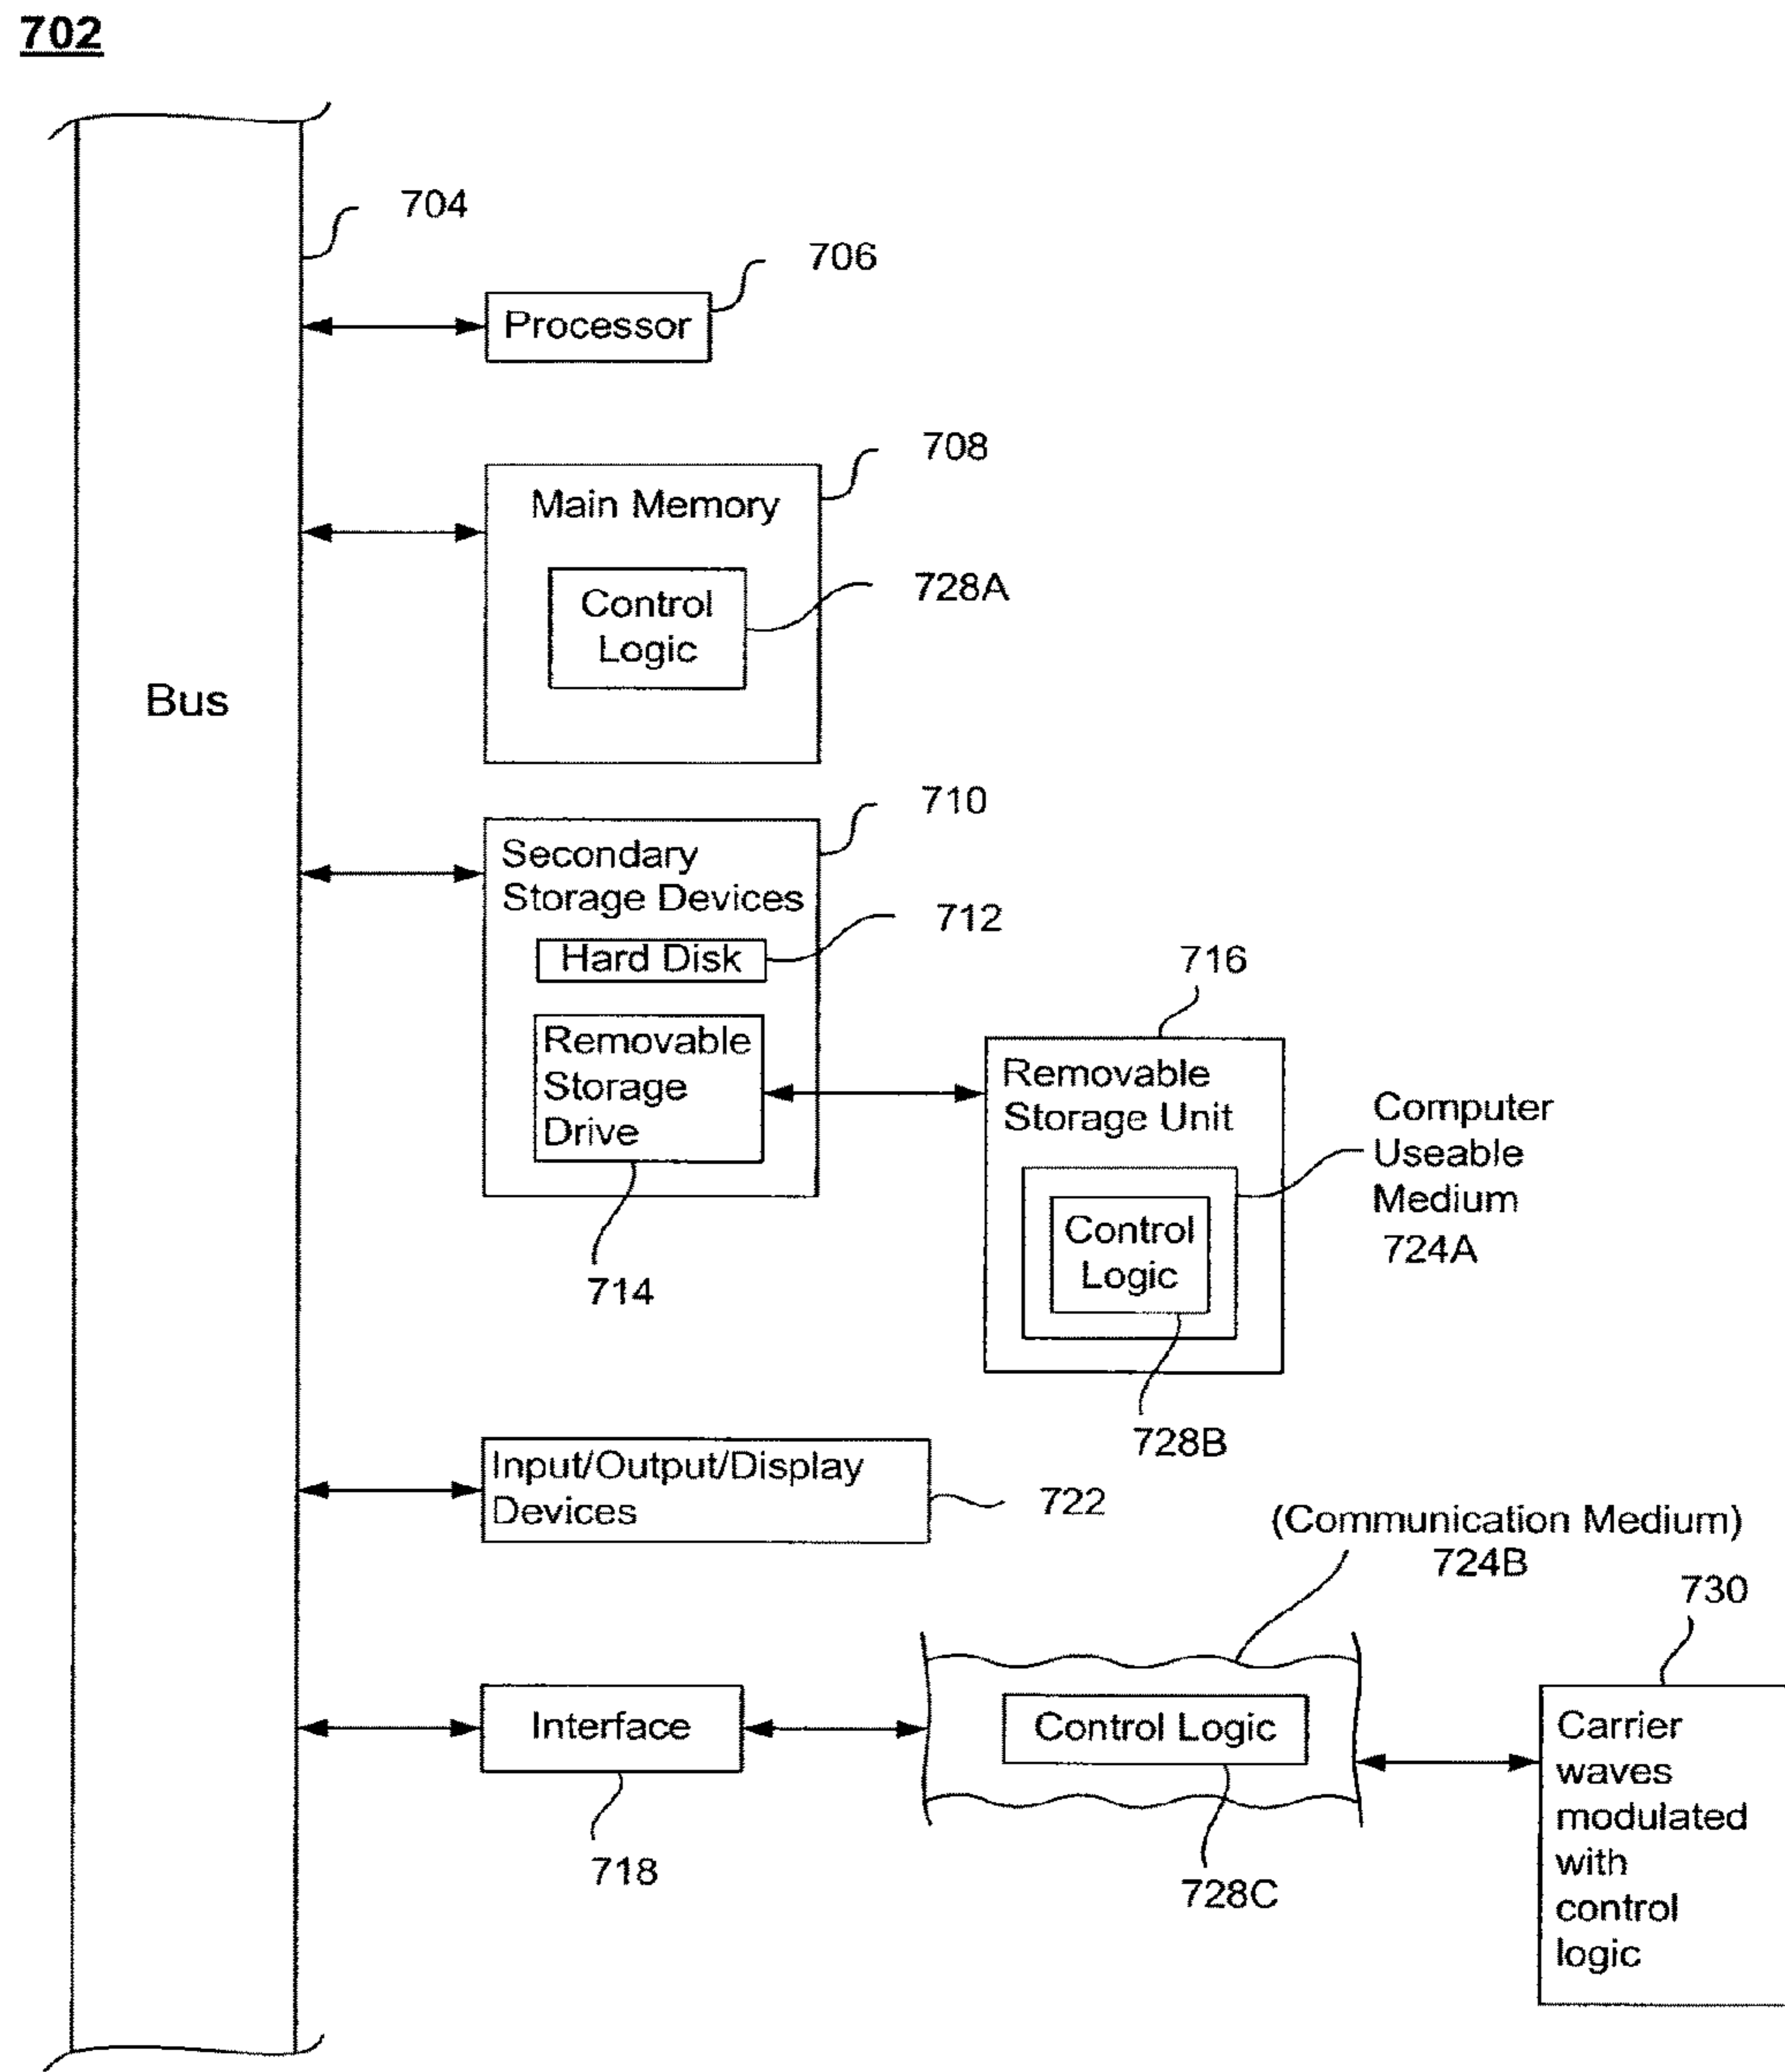 702
704
706
Processor
708
Main Memory
728A
Control
Logic
Bus
710
Secondary
Storage Devices
712
Hard Disk
716
Removable
Storage
Drive
Removable
Storage Unit
Computer
Useable
Medium
724A
Control
Logic
714
728B
Input/Output/Display
Devices
722
(Communication Medium)
724B
730
Interface
Control Logic
Carrier
waves
modulated
with
control
logic
718
728C